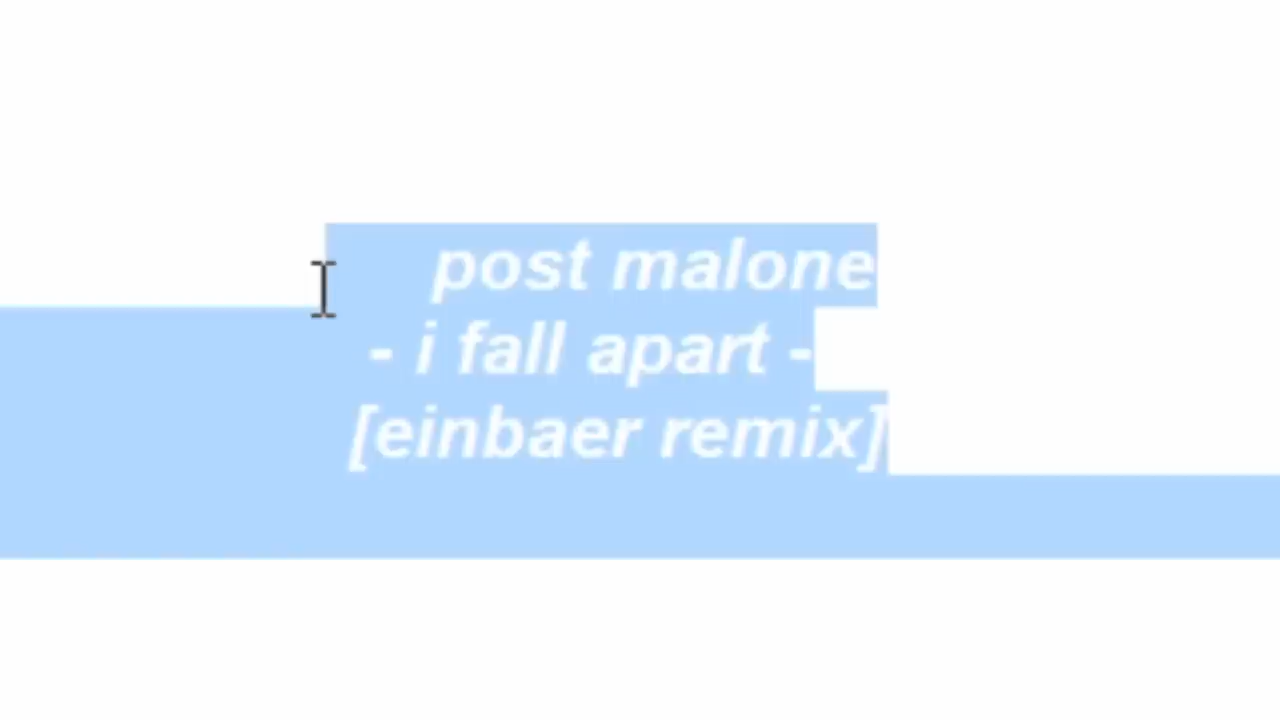 post malone
- i fall apart -
[einbaer remix]